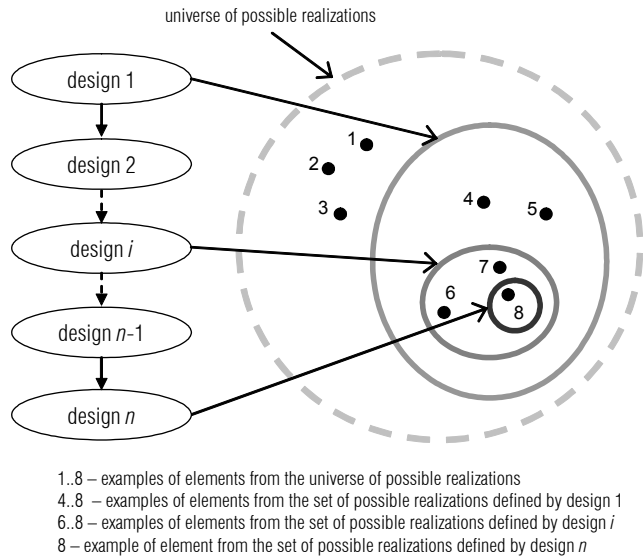 universe of possible realizations
design 1
design 2
design i
design n-1
design n
1
2
3
4
5
7
6
8
1..8 – examples of elements from the universe of possible realizations
4..8 – examples of elements from the set of possible realizations defined by design 1
6..8 – examples of elements from the set of possible realizations defined by design i
8 – example of element from the set of possible realizations defined by design n